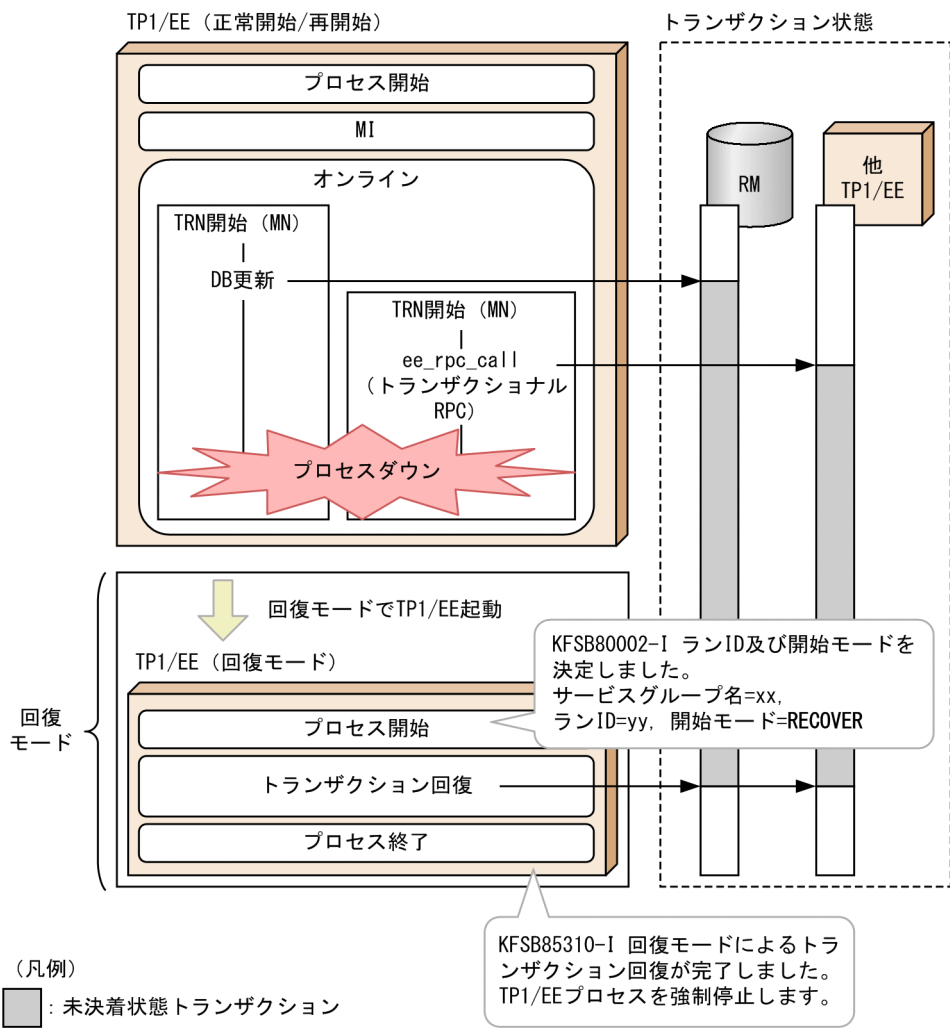 TP1/EE（正常開始/再開始）
トランザクション状態
プロセス開始
MI
オンライン
RM
他
TP1/EE
TRN開始（MN）
DB更新
TRN開始（MN）
ee_rpc_call
（トランザクショナル
RPC）
プロセスダウン
回復モードでTP1/EE起動
TP1/EE（回復モード）
KFSB80002-I ランID及び開始モードを
決定しました。
サービスグループ名=xx,
ランID=yy, 開始モード=RECOVER
回復
モード
プロセス開始
トランザクション回復
プロセス終了
KFSB85310-I 回復モードによるトラ
ンザクション回復が完了しました。
TP1/EEプロセスを強制停止します。
（凡例）
：未決着状態トランザクション